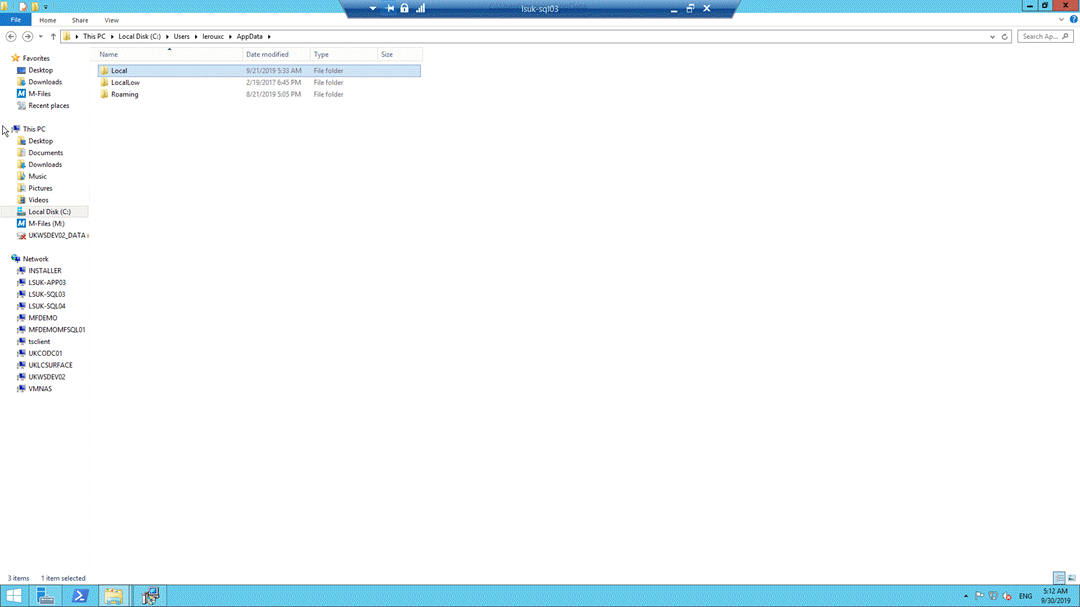 lsuk-sql03
File Home Share View
This PC Local Disk (C:) Users lerouxc AppData
Search Ap...
Name Date modified Type Size
Local 9/21/2019 5:33 AM File folder
LocalLow 2/19/2017 6:45 PM File folder
Roaming 8/21/2019 5:05 PM File folder
Favorites
Desktop
Downloads
M-Files
Recent places
This PC
Desktop
Documents
Downloads
Music
Pictures
Videos
Local Disk (C:)
M-Files (M:)
UKWSDEV02_DATA (
Network
INSTALLER
LSUK-APP03
LSUK-SQL03
LSUK-SQL04
MFDEMO
MFDEMOMFSQL01
tsclient
UKCODC01
UKLCSURFACE
UKWSDEV02
VMNAS
3 items 1 item selected
ENG
5:12 AM
9/30/2019